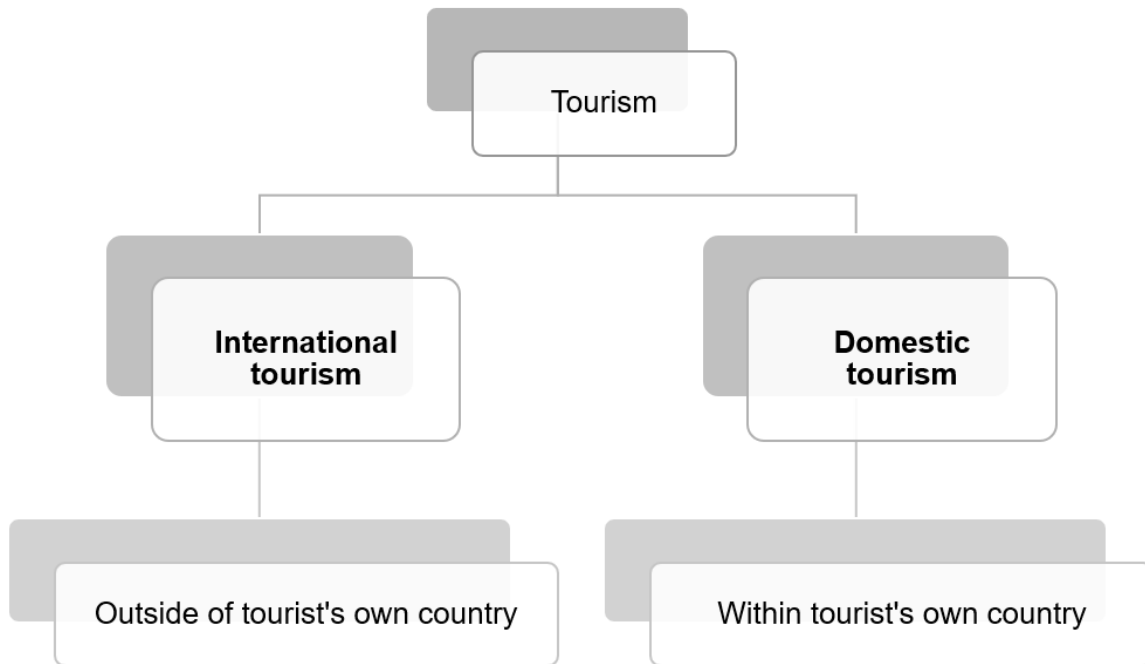 Tourism
International
tourism
Domestic
tourism
Outside of tourist's own country
Within tourist's own country